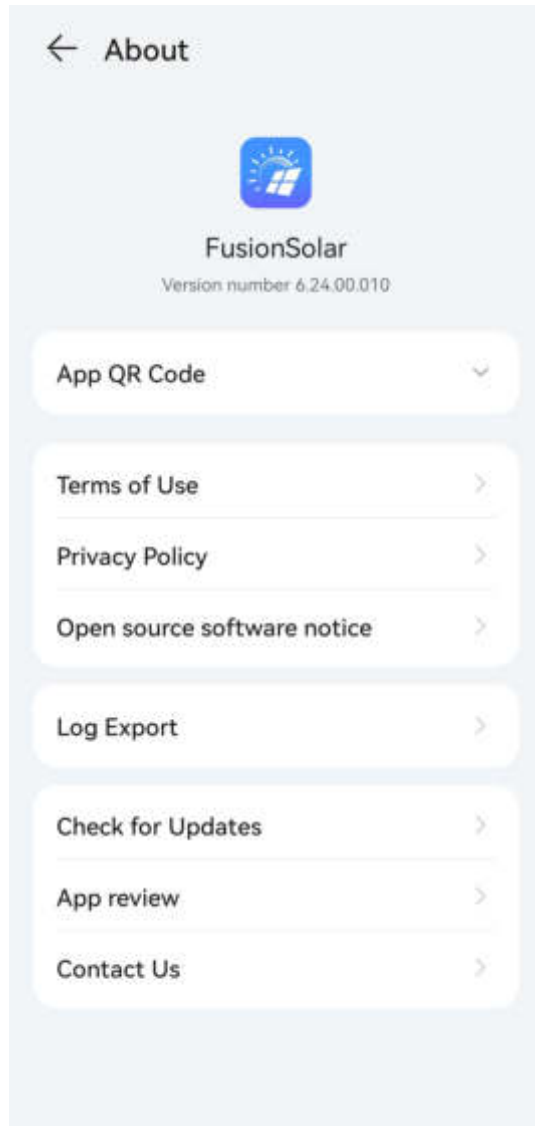 About
FusionSolar
Version number 6.24.00.010
App QR Code
Terms of Use
Privacy Policy
Open source software notice
Log Export
Check for Updates
App review
Contact Us